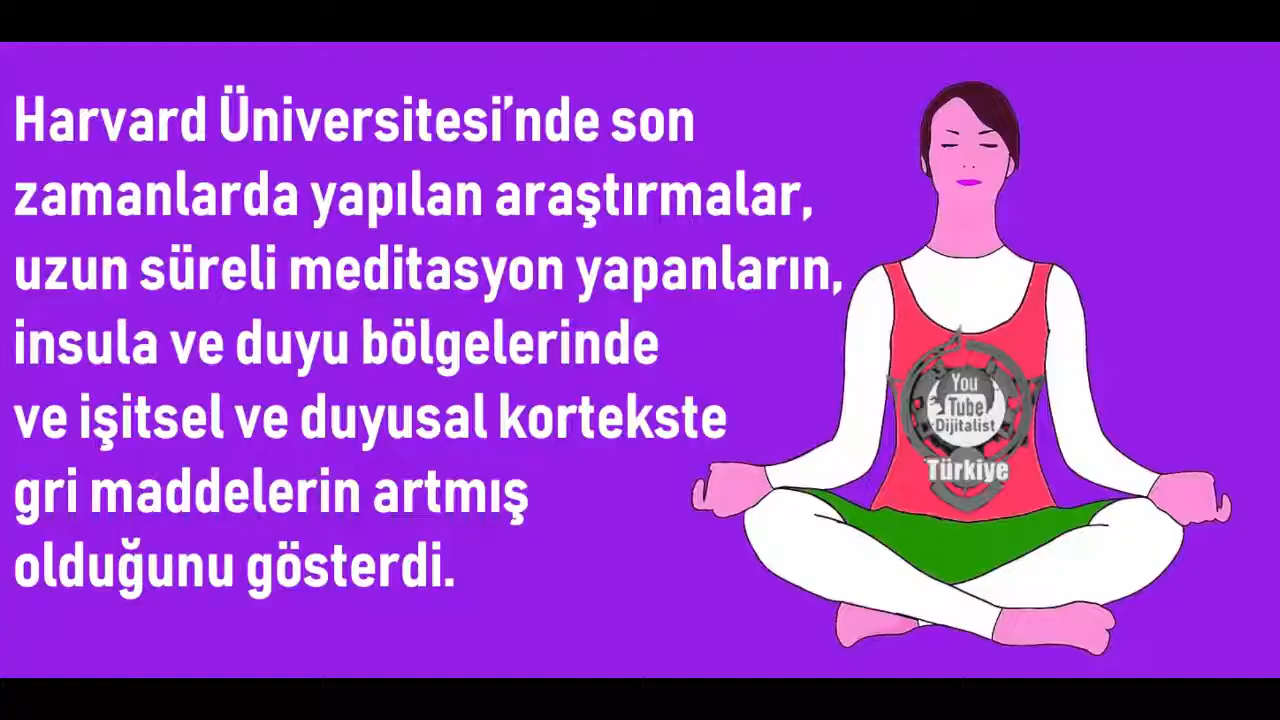 Harvard Üniversitesi’nde son
zamanlarda yapılan araştırmalar,
uzun süreli meditasyon yapanların,
insula ve duyu bölgelerinde
ve işitsel ve duyusal kortekste
gri maddelerin artmış
olduğunu gösterdi.
You
Tube
Dijitalist
Türkiye